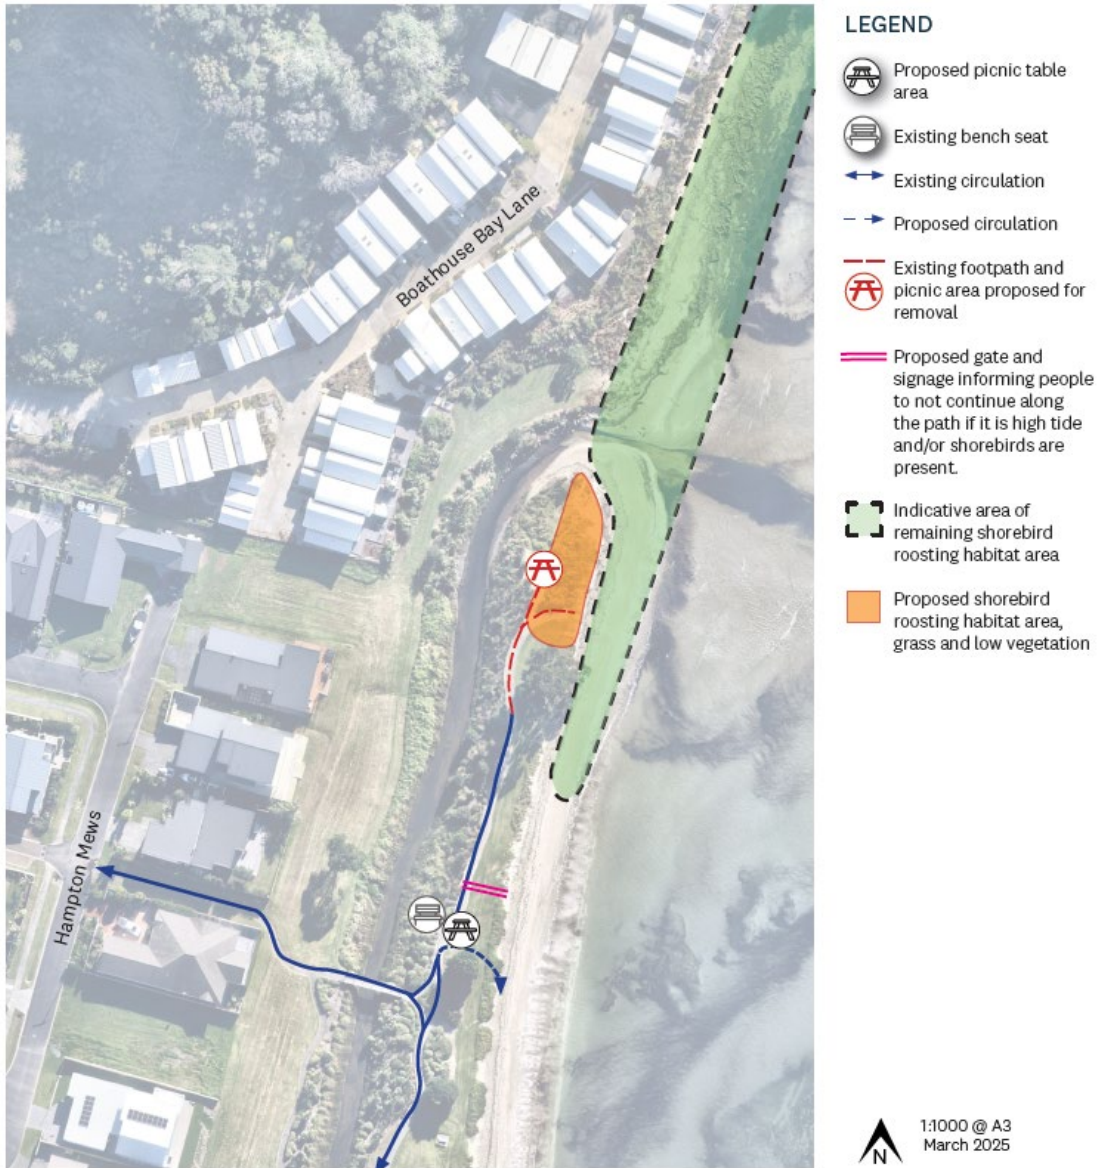 LEGEND
Proposed picnic table
area
Existing bench seat
Existing circulation
Proposed circulation
Existing footpath and
picnic area proposed for
removal
Proposed gate and
signage informing people
to not continue along
the path if it is high tide
and/or shorebirds are
present.
Indicative area of
remaining shorebird
roosting habitat area
Proposed shorebird
roosting habitat area,
grass and low vegetation
Boathouse Bay Lane
Hampton Mews
1:1000 @ A3
March 2025
N